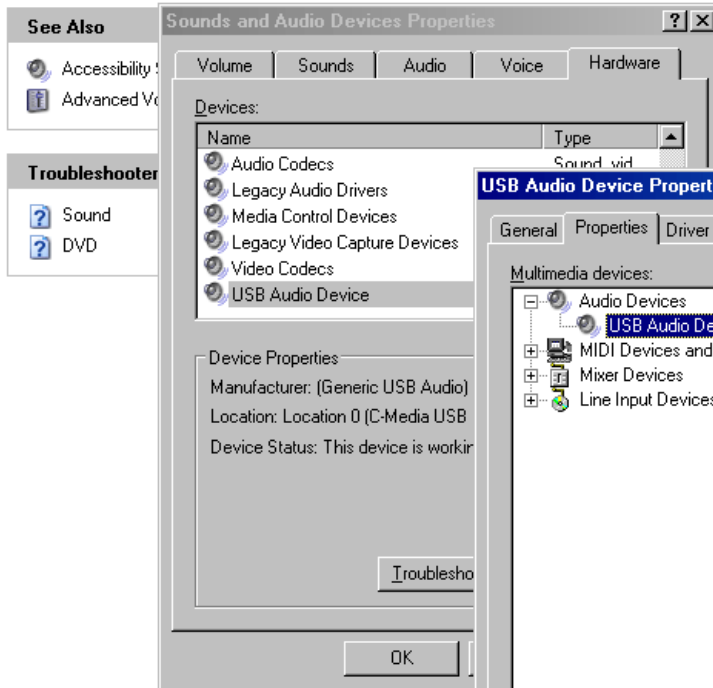 See Also
Accessibility
Advanced
Troubleshooter
Sound
DVD
Sounds and Audio Devices Properties
Volume Sounds Audio Voice Hardware
Devices:
Name Type
Audio Codecs Sound, vid
Legacy Audio Drivers
Media Control Devices
Legacy Video Capture Devices
Video Codecs
USB Audio Device
Device Properties
Manufacturer: (Generic USB Audio)
Location: Location 0 (C-Media USB
Device Status: This device is workin
Troublesho
OK
USB Audio Device Propert
General Properties Driver
Multimedia devices:
Audio Devices
USB Audio De
MIDI Devices and
Mixer Devices
Line Input Devices